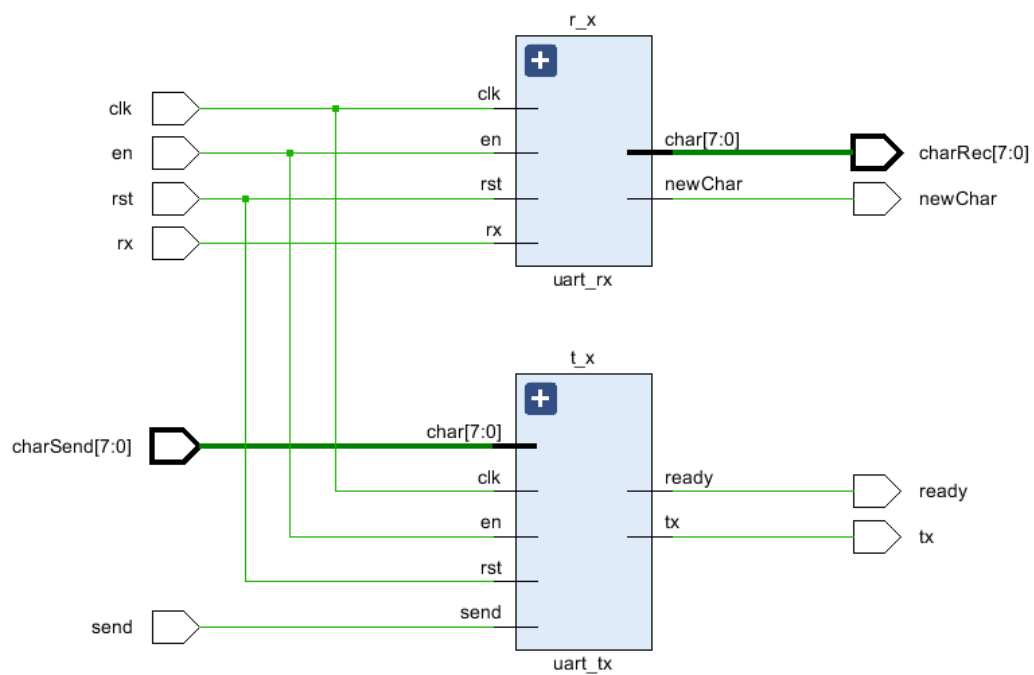 r_x
clk
clk
en
en
char[7:0]
charRec[7:0]
rst
rst
newChar
newChar
rx
rx
uart_rx
t_x
charSend[7:0]
char[7:0]
clk
ready
ready
en
tx
tx
rst
send
send
uart_tx